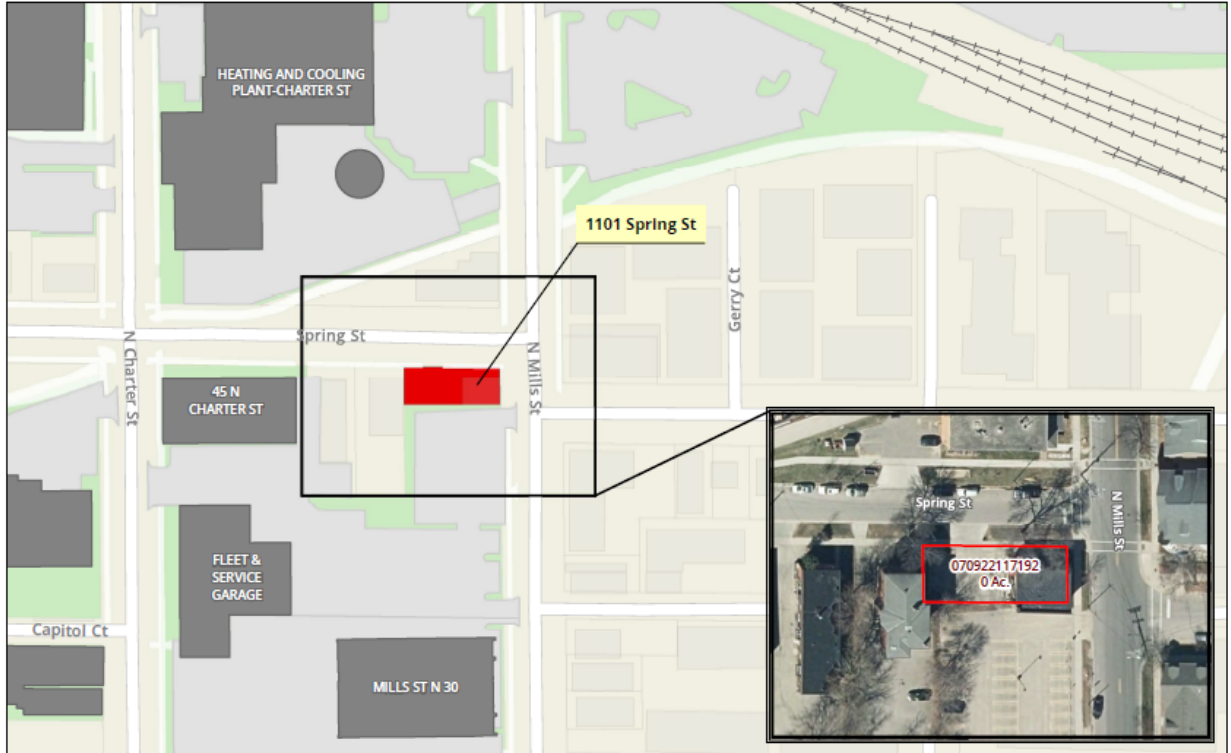 HEATING AND COOLING
PLANT-CHARTER ST
1101 Spring St
Gerry Ct
Spring St
N Charter St
N Mills St
45 N
CHARTER ST
Spring St
N Mills St
070922117192
0 Ac.
FLEET &
SERVICE
GARAGE
Capitol Ct
MILLS ST N 30